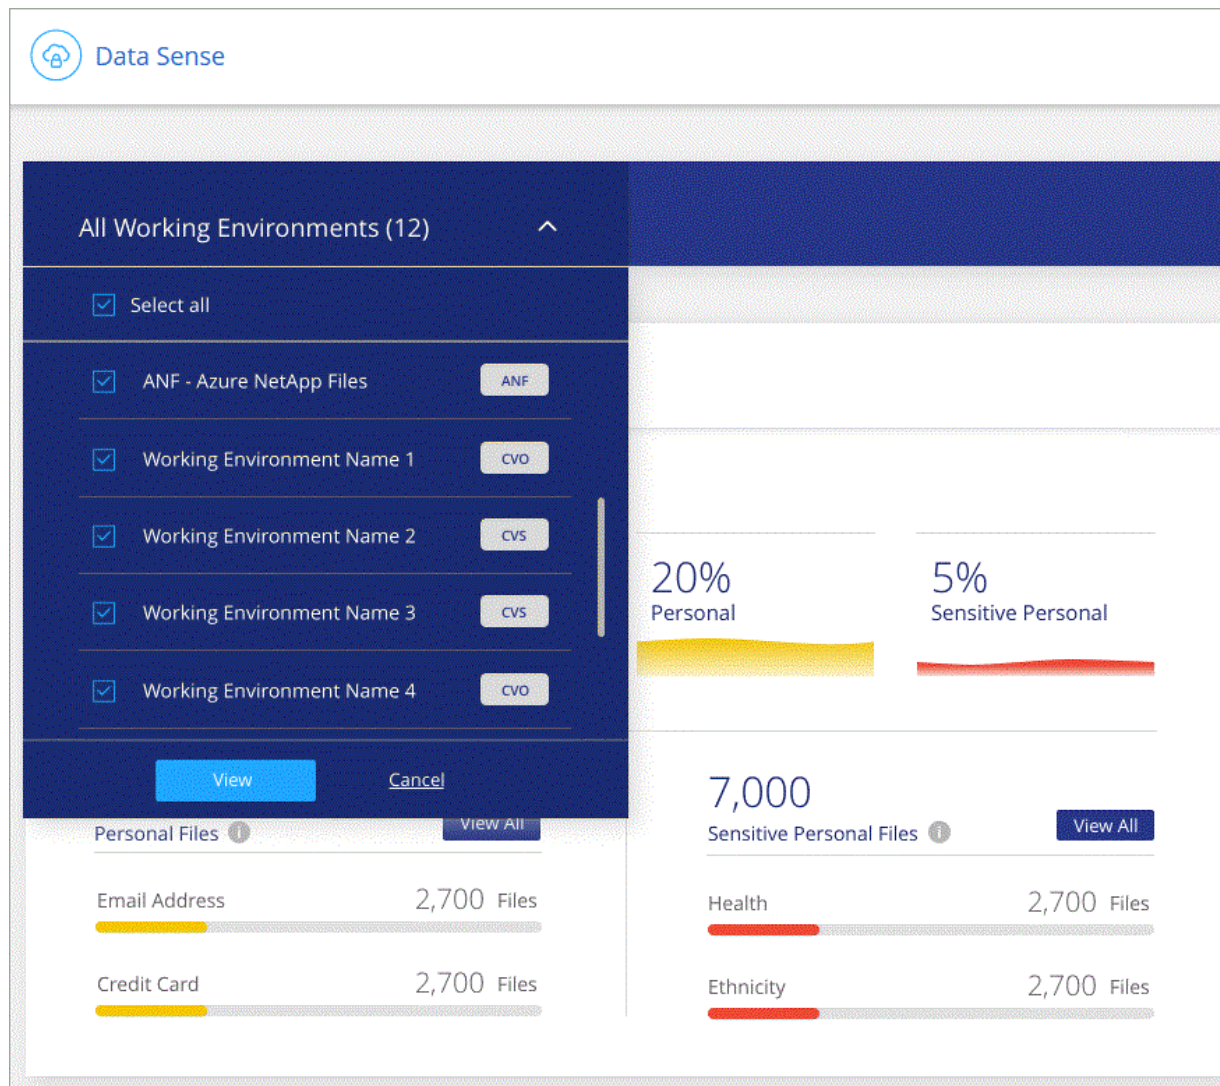 Data Sense
All Working Environments (12)
Select all
ANF - Azure NetApp Files ANF
Working Environment Name 1 CVO
Working Environment Name 2 CVS
Working Environment Name 3 CVS
Working Environment Name 4 CVO
View Cancel
20%
Personal
5%
Sensitive Personal
Personal Files i View All
Email Address 2,700 Files
Credit Card 2,700 Files
7,000
Sensitive Personal Files i View All
Health 2,700 Files
Ethnicity 2,700 Files